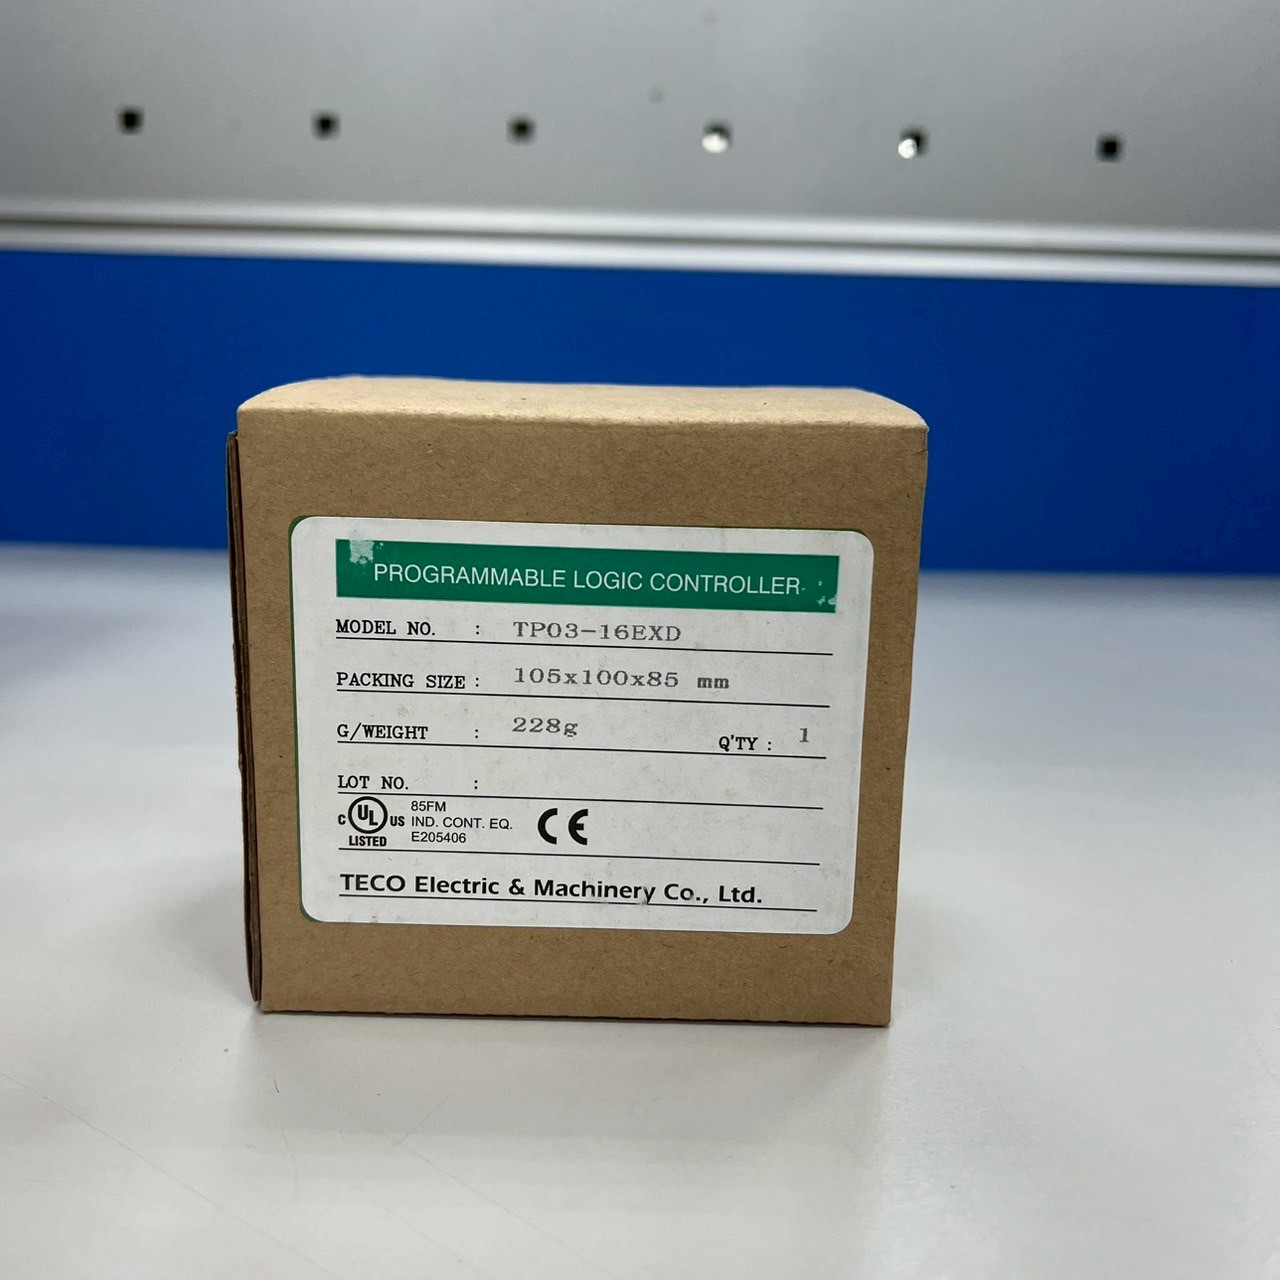 PROGRAMMABLE LOGIC CONTROLLER
MODEL NO. : TP03-16EXD
PACKING SIZE : 105x100x85 mm
G/WEIGHT : 228g Q'TY : 1
LOT NO. :
C UL US LISTED
85FM
IND. CONT. EQ.
E205406
CE
TECO Electric & Machinery Co., Ltd.